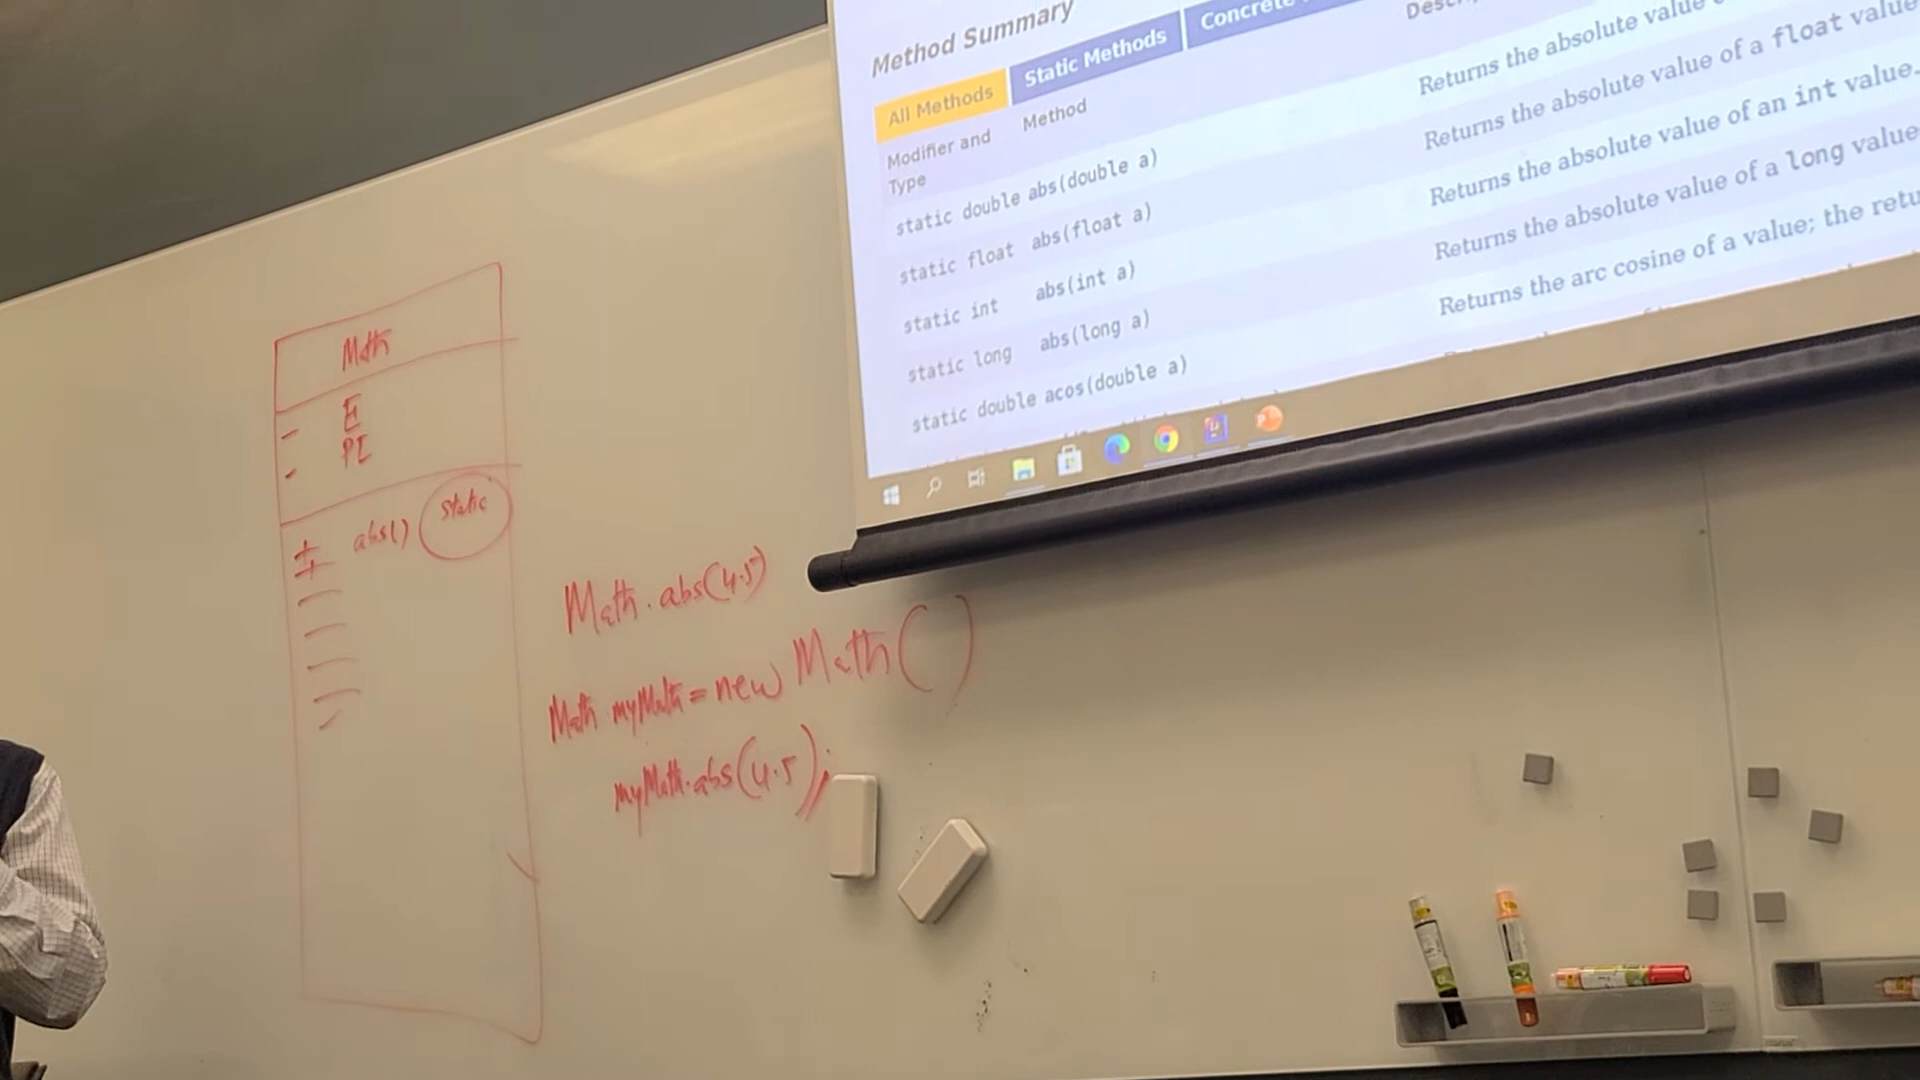 Method Summary
All Methods Static Methods Concrete
Modifier and Type Method
static double abs(double a) Returns the absolute value
static float abs(float a) Returns the absolute value of a float value
static int abs(int a) Returns the absolute value of an int value.
static long abs(long a) Returns the absolute value of a long value
static double acos(double a) Returns the arc cosine of a value; the retu
Math
- E
- PI
+ abs() static
+
Math.abs(4.5)
Math myMath = new Math()
myMath.abs(4.5);